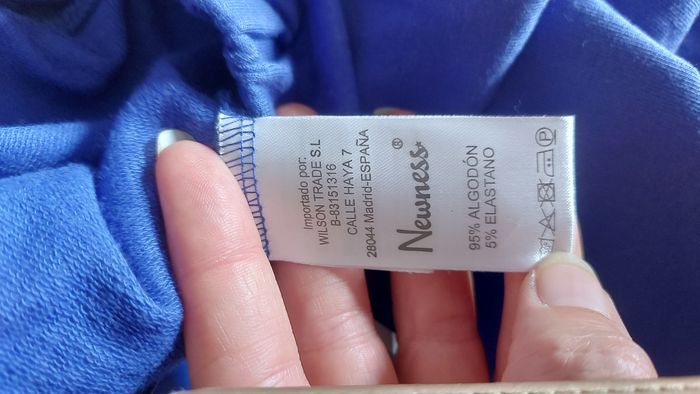 Importado por:
WILSON TRADE S.L
B-83151316
CALLE HAYA 7
28044 Madrid-ESPAÑA
Newness®
95% ALGODÓN
5% ELASTANO
P